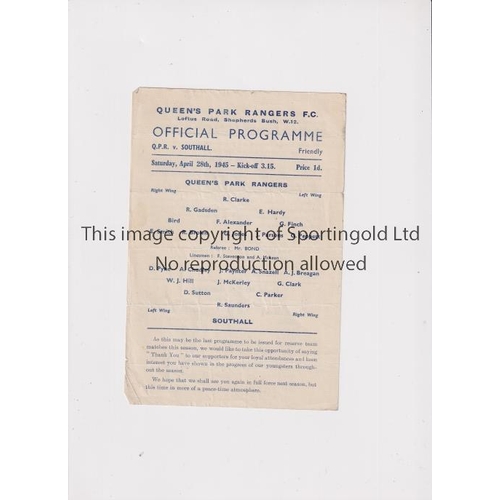 QUEEN'S PARK RANGERS F.C.
Loftus Road, Shepherds Bush, W.12.
OFFICIAL PROGRAMME
Q.P.R. v. SOUTHALL. Friendly
Saturday, April 28th, 1945 — Kick-off 3.15. Price 1d.
QUEEN'S PARK RANGERS
Right Wing Left Wing
R. Clarke
R. Gadsden E. Hardy
Bird F. Alexander G. Finch
This image copyright of Sportingold Ltd
Referee : Mr. BOND
No reproduction allowed
W. J. Hill J. McKerley G. Clark
D. Sutton C. Parker
R. Saunders
Left Wing Right Wing
SOUTHALL
As this may be the last programme to be issued for reserve team
matches this season, we would like to take this opportunity of saying
" Thank You " to our supporters for your loyal attendances and keen
interest you have shown in the progress of our youngsters through-
out the season.
We hope that we shall see you again in full force next season, but
this time in more of a peace-time atmosphere.